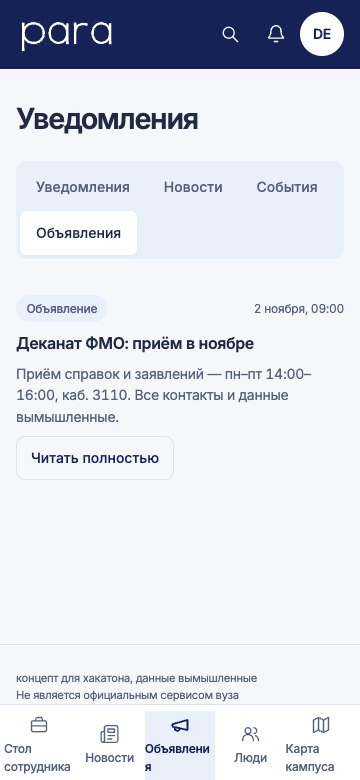 para
DE
Уведомления
Уведомления Новости События
Объявления
Объявление 2 ноября, 09:00
Деканат ФМО: приём в ноябре
Приём справок и заявлений — пн–пт 14:00–
16:00, каб. 3110. Все контакты и данные
вымышленные.
Читать полностью
концепт для хакатона, данные вымышленные
Не является официальным сервисом вуза
Стол
сотрудника
Новости
Объявлени
я
Люди
Карта
кампуса